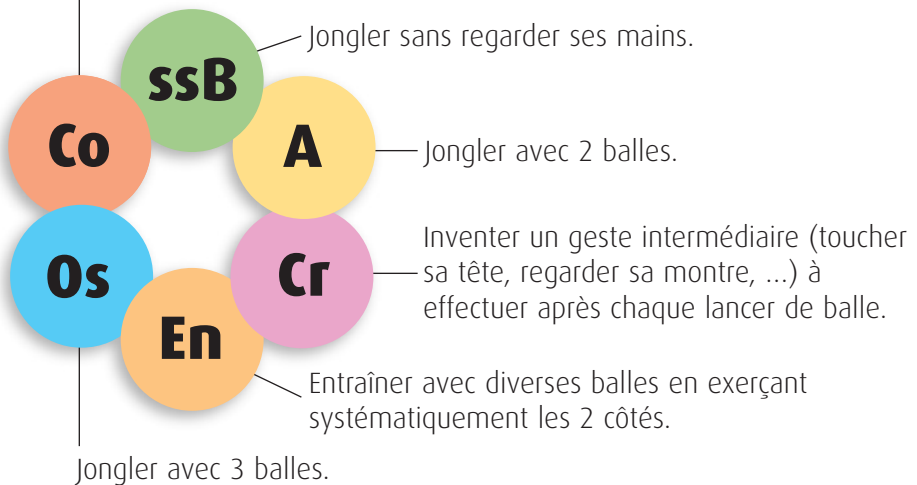 ssB
Jongler sans regarder ses mains.
Co
A
Jongler avec 2 balles.
Os
Cr
Inventer un geste intermédiaire (toucher
sa tête, regarder sa montre, ...) à
effectuer après chaque lancer de balle.
En
Entraîner avec diverses balles en exerçant
systématiquement les 2 côtés.
Jongler avec 3 balles.